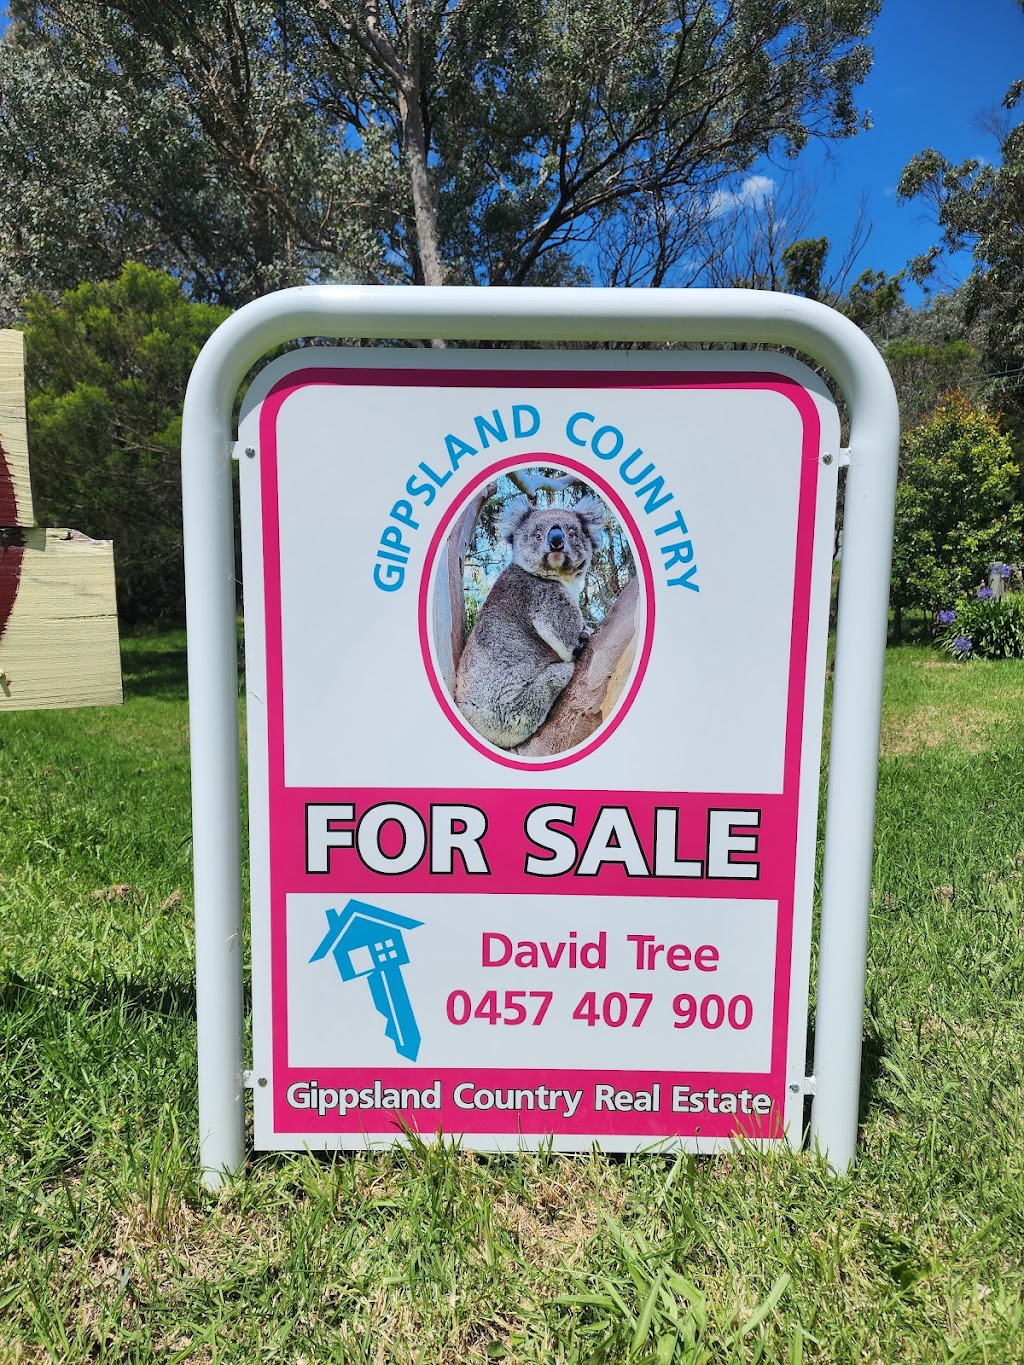 GIPPSLAND COUNTRY
FOR SALE
David Tree
0457 407 900
Gippsland Country Real Estate